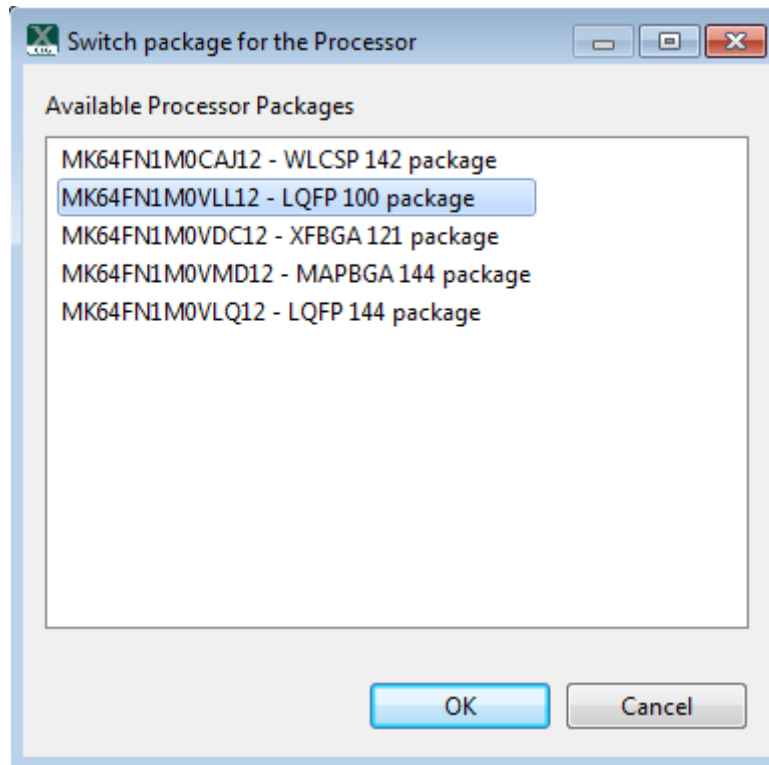 Switch package for the Processor
Available Processor Packages
MK64FN1M0CAJ12 - WLCSP 142 package
MK64FN1M0VLL12 - LQFP 100 package
MK64FN1M0VDC12 - XFBGA 121 package
MK64FN1M0VMD12 - MAPBGA 144 package
MK64FN1M0VLQ12 - LQFP 144 package
OK
Cancel